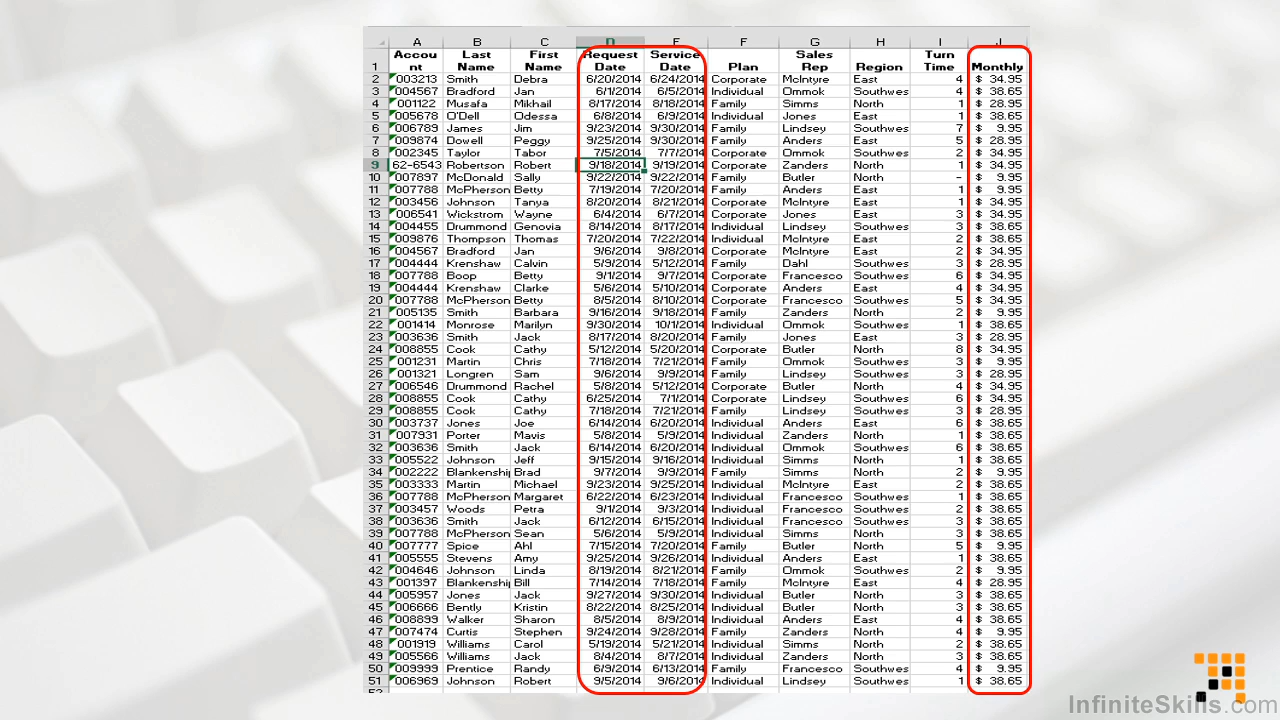 A B C D E F G H I J
1 Account Last Name First Name Request Date Service Date Plan Sales Rep Region Turn Time Monthly
2 003213 Smith Debra 6/20/2014 6/24/2014 Corporate McIntyre East 4 $ 34.95
3 004567 Bradford Jan 6/1/2014 6/5/2014 Individual Ommok Southwes 4 $ 38.65
4 001122 Musafa Mikhail 8/17/2014 8/18/2014 Family Simms North 1 $ 28.95
5 005678 O'Dell Odessa 6/8/2014 6/9/2014 Individual Jones East 1 $ 38.65
6 006789 James Jim 9/23/2014 9/30/2014 Family Lindsey Southwes 7 $ 9.95
7 009874 Dowell Peggy 9/25/2014 9/30/2014 Family Anders East 5 $ 28.95
8 002345 Taylor Tabor 7/5/2014 7/7/2014 Corporate Ommok Southwes 2 $ 34.95
9 62-6543 Robertson Robert 9/18/2014 9/19/2014 Corporate Zanders North 1 $ 34.95
10 007897 McDonald Sally 9/22/2014 9/22/2014 Family Butler North - $ 9.95
11 007788 McPherson Betty 7/19/2014 7/20/2014 Family Anders East 1 $ 9.95
12 003456 Johnson Tanya 8/20/2014 8/21/2014 Corporate McIntyre East 1 $ 34.95
13 006541 Wickstrom Wayne 6/4/2014 6/7/2014 Corporate Jones East 3 $ 34.95
14 004455 Drummond Genovia 8/14/2014 8/17/2014 Individual Lindsey Southwes 3 $ 38.65
15 009876 Thompson Thomas 7/20/2014 7/22/2014 Individual McIntyre East 2 $ 38.65
16 004567 Bradford Jan 9/6/2014 9/8/2014 Corporate McIntyre East 2 $ 34.95
17 004444 Krenshaw Calvin 5/9/2014 5/12/2014 Family Dahl Southwes 3 $ 28.95
18 007788 Boop Betty 9/1/2014 9/7/2014 Corporate Francesco Southwes 6 $ 34.95
19 004444 Krenshaw Clarke 5/6/2014 5/10/2014 Corporate Anders East 4 $ 34.95
20 007788 McPherson Betty 8/5/2014 8/10/2014 Corporate Francesco Southwes 5 $ 34.95
21 005135 Smith Barbara 9/16/2014 9/18/2014 Family Zanders North 2 $ 9.95
22 001414 Monrose Marilyn 9/30/2014 10/1/2014 Individual Ommok Southwes 1 $ 38.65
23 003636 Smith Jack 8/17/2014 8/20/2014 Family Jones East 3 $ 28.95
24 008855 Cook Cathy 5/12/2014 5/20/2014 Corporate Butler North 8 $ 34.95
25 001231 Martin Chris 7/18/2014 7/21/2014 Family Ommok Southwes 3 $ 9.95
26 001321 Longren Sam 9/6/2014 9/9/2014 Family Lindsey Southwes 3 $ 28.95
27 006546 Drummond Rachel 5/8/2014 5/12/2014 Corporate Butler North 4 $ 34.95
28 008855 Cook Cathy 6/25/2014 7/1/2014 Corporate Lindsey Southwes 6 $ 34.95
29 008855 Cook Cathy 7/18/2014 7/21/2014 Family Lindsey Southwes 3 $ 28.95
30 003737 Jones Joe 6/14/2014 6/20/2014 Individual Anders East 6 $ 38.65
31 007931 Porter Mavis 5/8/2014 5/9/2014 Individual Zanders North 1 $ 38.65
32 003636 Smith Jack 6/14/2014 6/20/2014 Individual Ommok Southwes 6 $ 38.65
33 005522 Johnson Jeff 9/15/2014 9/16/2014 Individual Simms North 1 $ 38.65
34 002222 Blankenship Brad 9/7/2014 9/9/2014 Family Simms North 2 $ 9.95
35 003333 Martin Michael 9/23/2014 9/25/2014 Individual McIntyre East 2 $ 38.65
36 007788 McPherson Margaret 6/22/2014 6/23/2014 Individual Francesco Southwes 1 $ 38.65
37 003457 Woods Petra 9/1/2014 9/3/2014 Individual Francesco Southwes 2 $ 38.65
38 003636 Smith Jack 6/12/2014 6/15/2014 Individual Francesco Southwes 3 $ 38.65
39 007788 McPherson Sean 5/6/2014 5/9/2014 Individual Simms North 3 $ 38.65
40 007777 Spice Ahl 7/15/2014 7/20/2014 Family Butler North 5 $ 9.95
41 005555 Stevens Amy 9/25/2014 9/26/2014 Individual Anders East 1 $ 38.65
42 004646 Johnson Linda 8/19/2014 8/21/2014 Family Ommok Southwes 2 $ 9.95
43 001397 Blankenship Bill 7/14/2014 7/18/2014 Family McIntyre East 4 $ 28.95
44 005957 Jones Jack 9/27/2014 9/30/2014 Individual Butler North 3 $ 38.65
45 006666 Bently Kristin 8/22/2014 8/25/2014 Individual Butler North 3 $ 38.65
46 008899 Walker Sharon 8/5/2014 8/9/2014 Individual Anders East 4 $ 38.65
47 007474 Curtis Stephen 9/24/2014 9/28/2014 Family Zanders North 4 $ 9.95
48 001919 Williams Carol 5/19/2014 5/21/2014 Individual Simms North 2 $ 38.65
49 009566 Williams Jack 8/4/2014 8/7/2014 Individual Zanders North 3 $ 38.65
50 009999 Prentice Randy 6/9/2014 6/13/2014 Family Francesco Southwes 4 $ 9.95
51 006969 Johnson Robert 9/5/2014 9/6/2014 Individual Lindsey Southwes 1 $ 38.65
InfiniteSkills.com